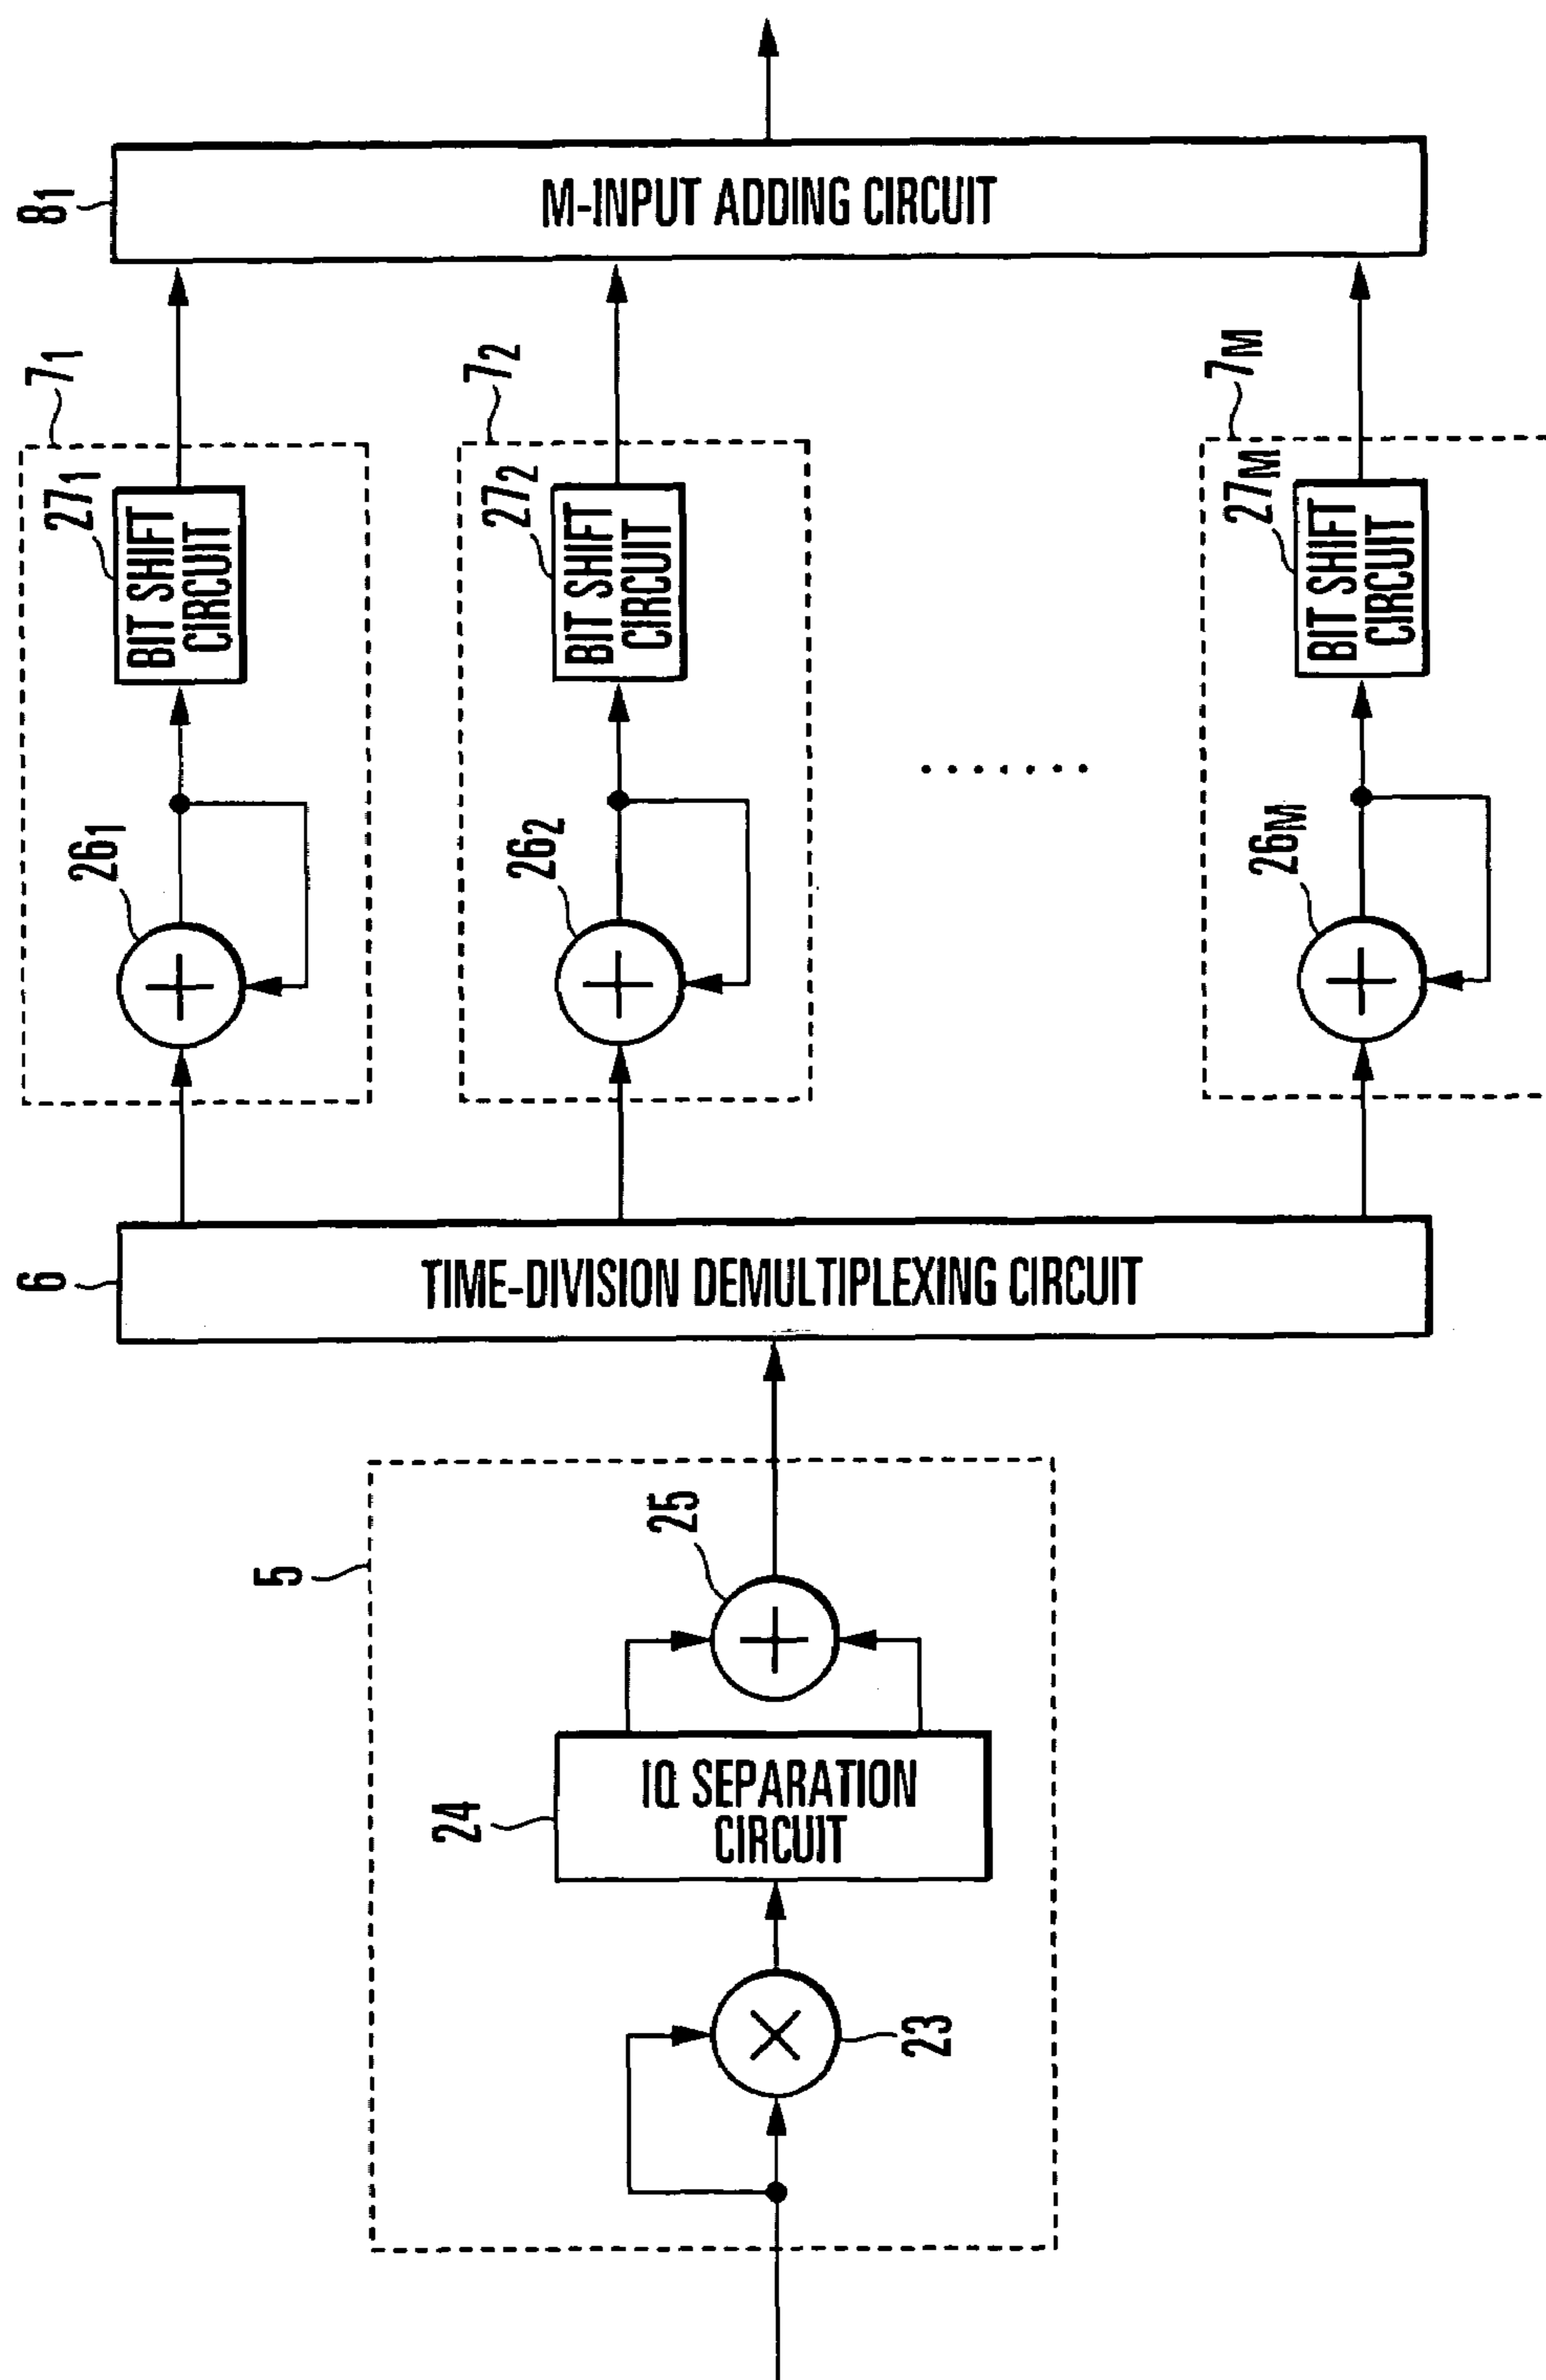 5
23
24
IQ SEPARATION
CIRCUIT
25
6
TIME-DIVISION DEMULTIPLEXING CIRCUIT
7₁
26₁
27₁
BIT SHIFT
CIRCUIT
7₂
26₂
27₂
BIT SHIFT
CIRCUIT
7M
26M
27M
BIT SHIFT
CIRCUIT
8₁
M-INPUT ADDING CIRCUIT